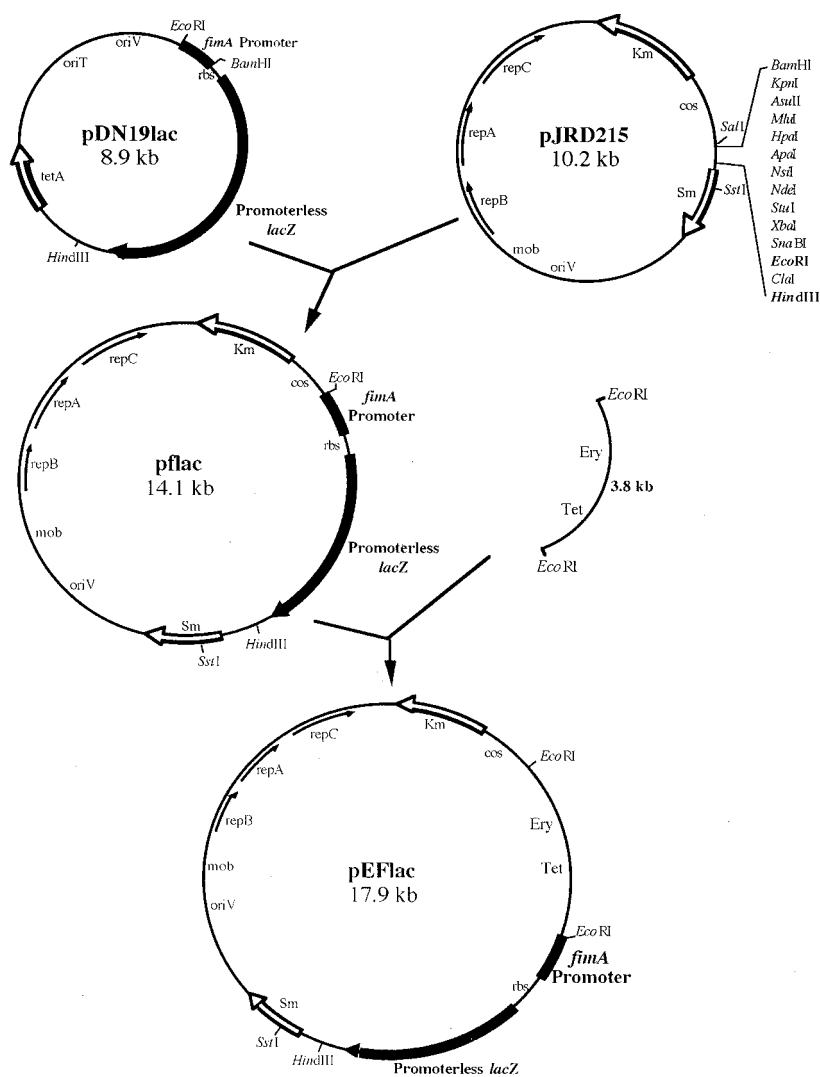 EcoRI
fimA Promoter
BamHI
rbs
oriV
oriT
pDN19lac
8.9 kb
tetA
Promoterless
lacZ
HindIII
Km
repC
cos
repA
pJRD215
10.2 kb
SalI
Sm
SstI
repB
mob
oriV
BamHI
KpnI
AsuII
MluI
HpaI
ApaI
NsiI
NdeI
StuI
XbaI
SnaBI
EcoRI
ClaI
HindIII
Km
repC
cos
EcoRI
fimA
Promoter
repA
rbs
repB
pflac
14.1 kb
mob
Promoterless
lacZ
oriV
Sm
SstI
HindIII
EcoRI
Ery
3.8 kb
Tet
EcoRI
Km
repC
cos
EcoRI
repA
repB
Ery
mob
pEFlac
17.9 kb
Tet
oriV
EcoRI
fimA
Promoter
rbs
Sm
SstI
HindIII
Promoterless lacZ